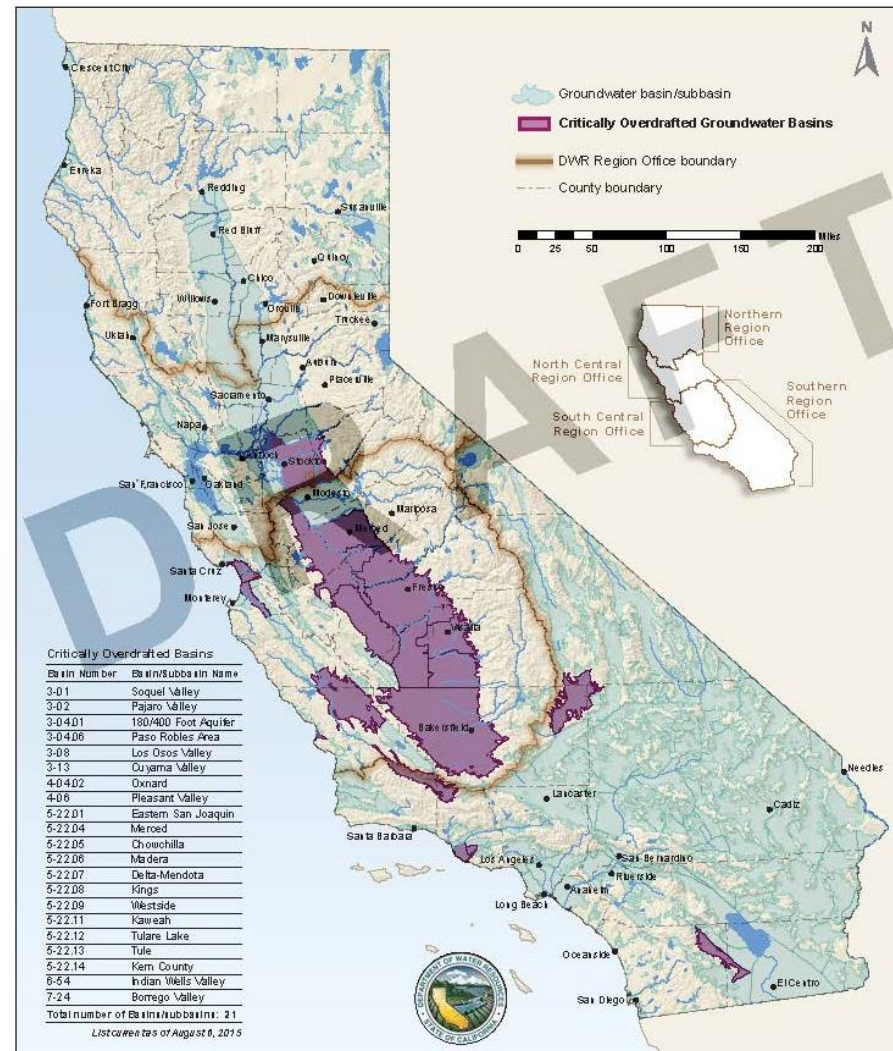 DRAFT
Groundwater basin/subbasin
Critically Overdrafted Groundwater Basins
DWR Region Office boundary
County boundary
0 25 50 100 150 200
Miles
Northern
Region
Office
North Central
Region Office
Southern
Region
Office
South Central
Region Office
Crescent City
Eureka
Redding
Susanville
Red Bluff
Quincy
Chico
Fort Bragg
Willows
Oroville
Downieville
Truckee
Ukiah
Marysville
Auburn
Placerville
Sacramento
Napa
Antioch
Stockton
San Francisco
Oakland
Modesto
Mariposa
San Jose
Merced
Santa Cruz
Fresno
Monterey
Visalia
Bakersfield
Needles
Lancaster
Cadiz
Santa Barbara
Los Angeles
San Bernardino
Riverside
Anaheim
Long Beach
Oceanside
El Centro
San Diego
Critically Overdrafted Basins
Basin Number Basin/Subbasin Name
3-01 Soquel Valley
3-02 Pajaro Valley
3-04.01 180/400 Foot Aquifer
3-04.06 Paso Robles Area
3-08 Los Osos Valley
3-13 Cuyama Valley
4-04.02 Oxnard
4-06 Pleasant Valley
5-22.01 Eastern San Joaquin
5-22.04 Merced
5-22.05 Chowchilla
5-22.06 Madera
5-22.07 Delta-Mendota
5-22.08 Kings
5-22.09 Westside
5-22.11 Kaweah
5-22.12 Tulare Lake
5-22.13 Tule
5-22.14 Kern County
6-54 Indian Wells Valley
7-24 Borrego Valley
Total number of Basins/subbasins: 21
List current as of August 6, 2015
DEPARTMENT OF WATER RESOURCES
STATE OF CALIFORNIA